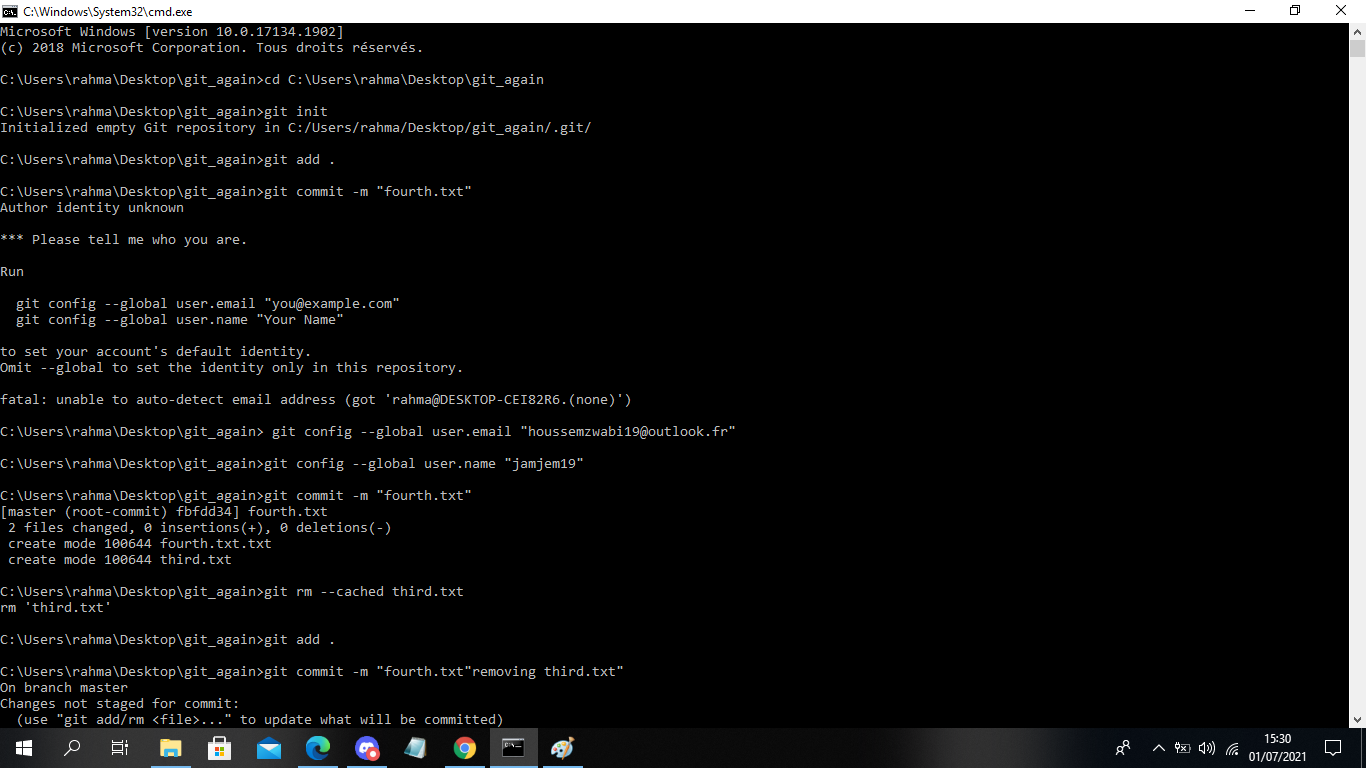 C:\Windows\System32\cmd.exe
Microsoft Windows [version 10.0.17134.1902]
(c) 2018 Microsoft Corporation. Tous droits réservés.
C:\Users\rahma\Desktop\git_again>cd C:\Users\rahma\Desktop\git_again
C:\Users\rahma\Desktop\git_again>git init
Initialized empty Git repository in C:/Users/rahma/Desktop/git_again/.git/
C:\Users\rahma\Desktop\git_again>git add .
C:\Users\rahma\Desktop\git_again>git commit -m "fourth.txt"
Author identity unknown
*** Please tell me who you are.
Run
  git config --global user.email "you@example.com"
  git config --global user.name "Your Name"
to set your account's default identity.
Omit --global to set the identity only in this repository.
fatal: unable to auto-detect email address (got 'rahma@DESKTOP-CEI82R6.(none)')
C:\Users\rahma\Desktop\git_again> git config --global user.email "houssemzwabi19@outlook.fr"
C:\Users\rahma\Desktop\git_again>git config --global user.name "jamjem19"
C:\Users\rahma\Desktop\git_again>git commit -m "fourth.txt"
[master (root-commit) fbfdd34] fourth.txt
 2 files changed, 0 insertions(+), 0 deletions(-)
 create mode 100644 fourth.txt.txt
 create mode 100644 third.txt
C:\Users\rahma\Desktop\git_again>git rm --cached third.txt
rm 'third.txt'
C:\Users\rahma\Desktop\git_again>git add .
C:\Users\rahma\Desktop\git_again>git commit -m "fourth.txt"removing third.txt"
On branch master
Changes not staged for commit:
  (use "git add/rm <file>..." to update what will be committed)
15:30
01/07/2021